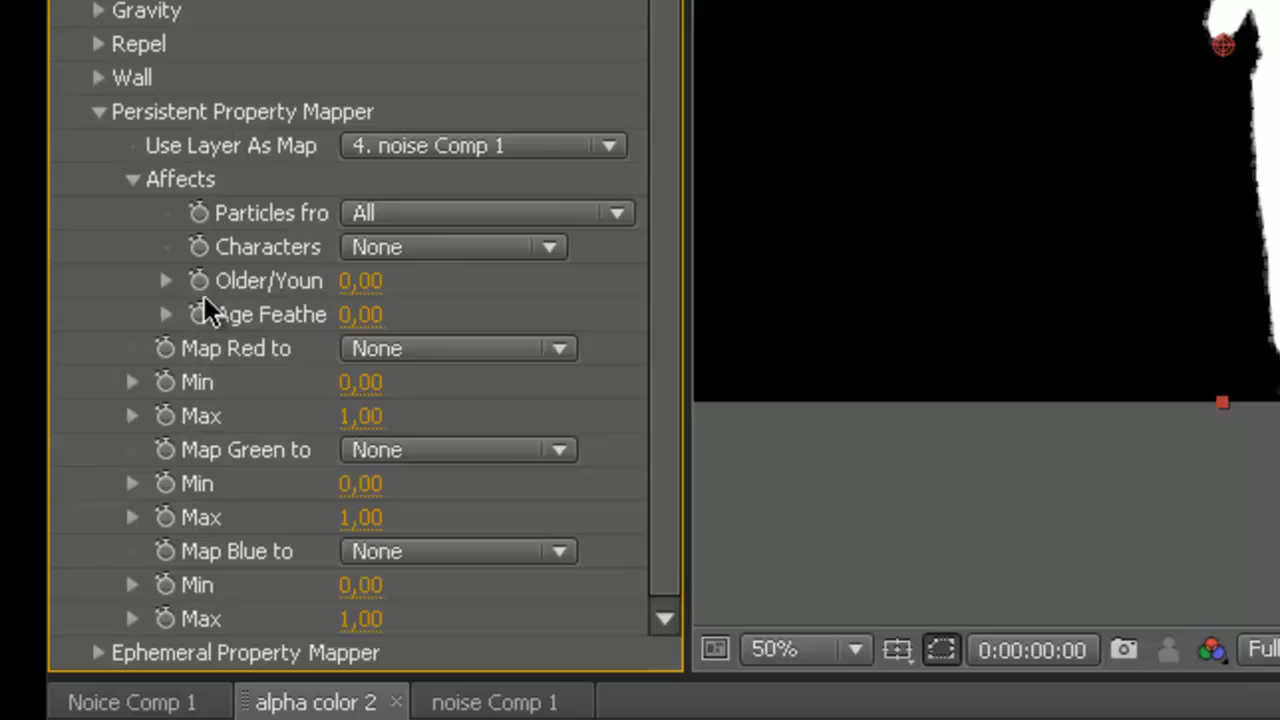 Gravity
Repel
Wall
Persistent Property Mapper
Use Layer As Map 4. noise Comp 1
Affects
Particles fro All
Characters None
Older/Youn 0,00
Age Feathe 0,00
Map Red to None
Min 0,00
Max 1,00
Map Green to None
Min 0,00
Max 1,00
Map Blue to None
Min 0,00
Max 1,00
Ephemeral Property Mapper
50% 0:00:00:00 Full
Noice Comp 1 alpha color 2 × noise Comp 1